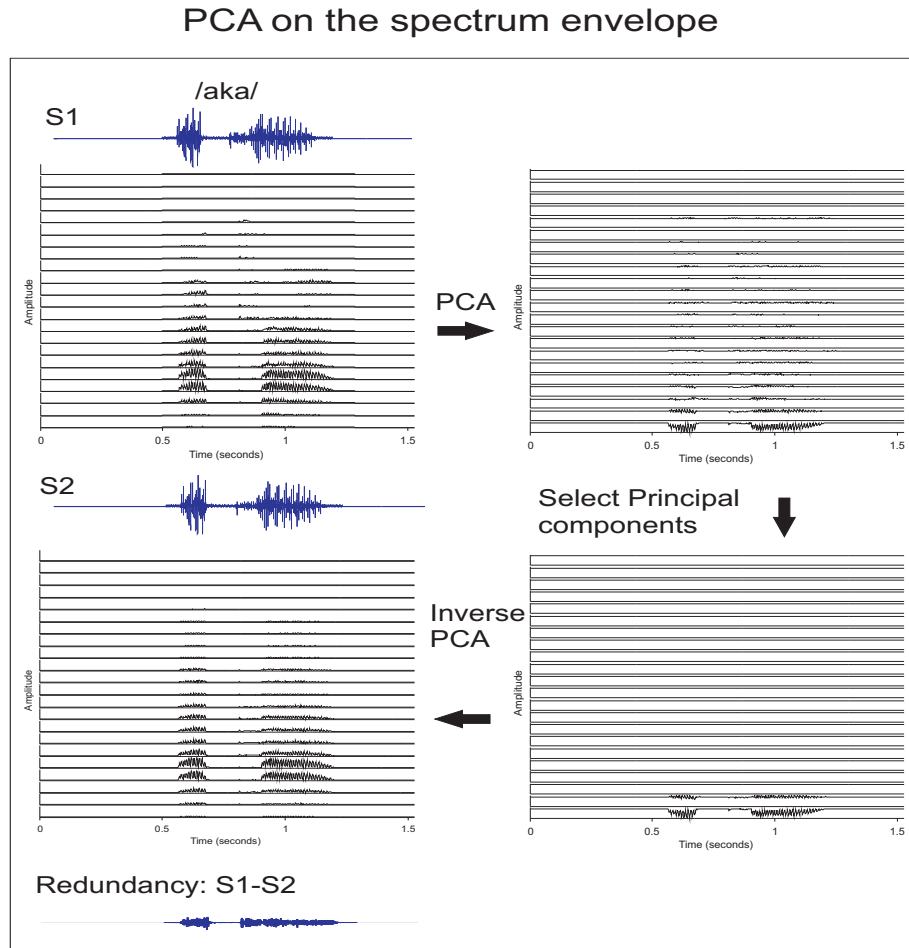 PCA on the spectrum envelope
/aka/
S1
Amplitude
0 0.5 1 1.5
Time (seconds)
PCA
Amplitude
0 0.5 1 1.5
Time (seconds)
S2
Select Principal
components
Amplitude
0 0.5 1 1.5
Time (seconds)
Inverse
PCA
Amplitude
0 0.5 1 1.5
Time (seconds)
Redundancy: S1-S2